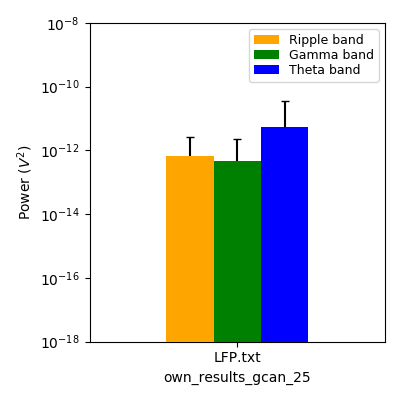 10⁻⁸
10⁻¹⁰
10⁻¹²
10⁻¹⁴
10⁻¹⁶
10⁻¹⁸
Power (V²)
Ripple band
Gamma band
Theta band
LFP.txt
own_results_gcan_25